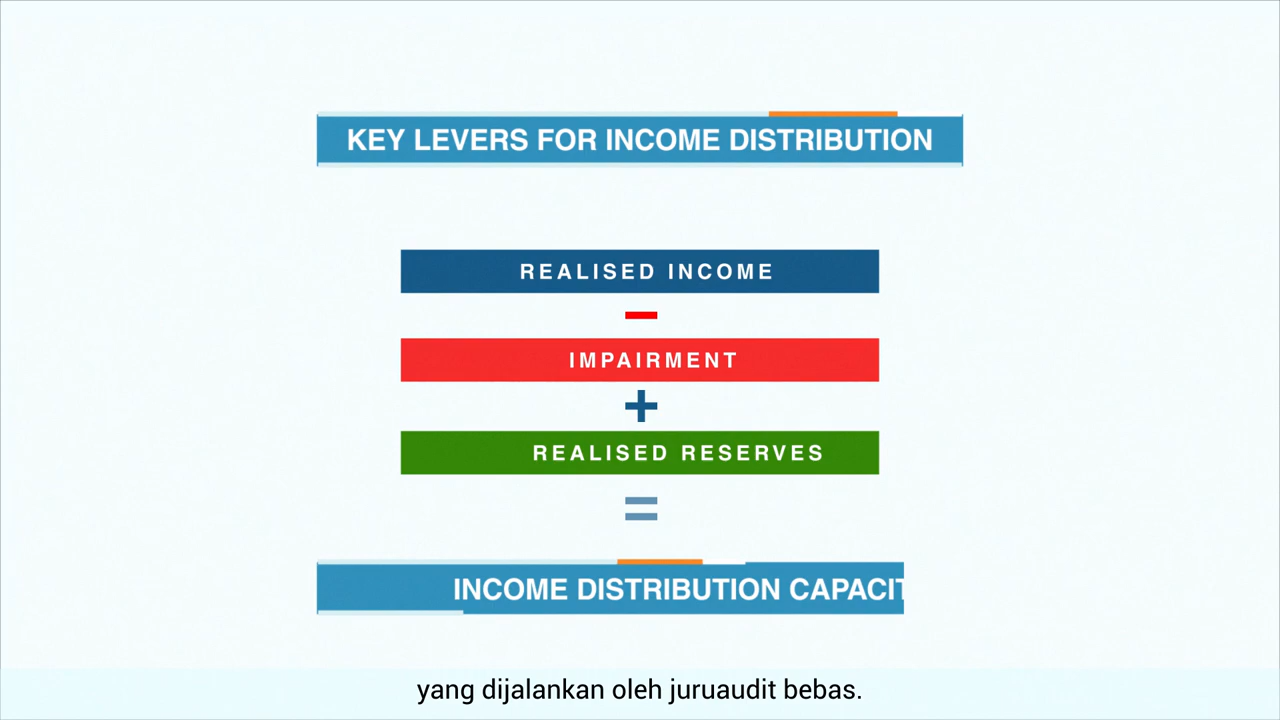 KEY LEVERS FOR INCOME DISTRIBUTION
REALISED INCOME
−
IMPAIRMENT
+
REALISED RESERVES
=
INCOME DISTRIBUTION CAPACIT
yang dijalankan oleh juruaudit bebas.